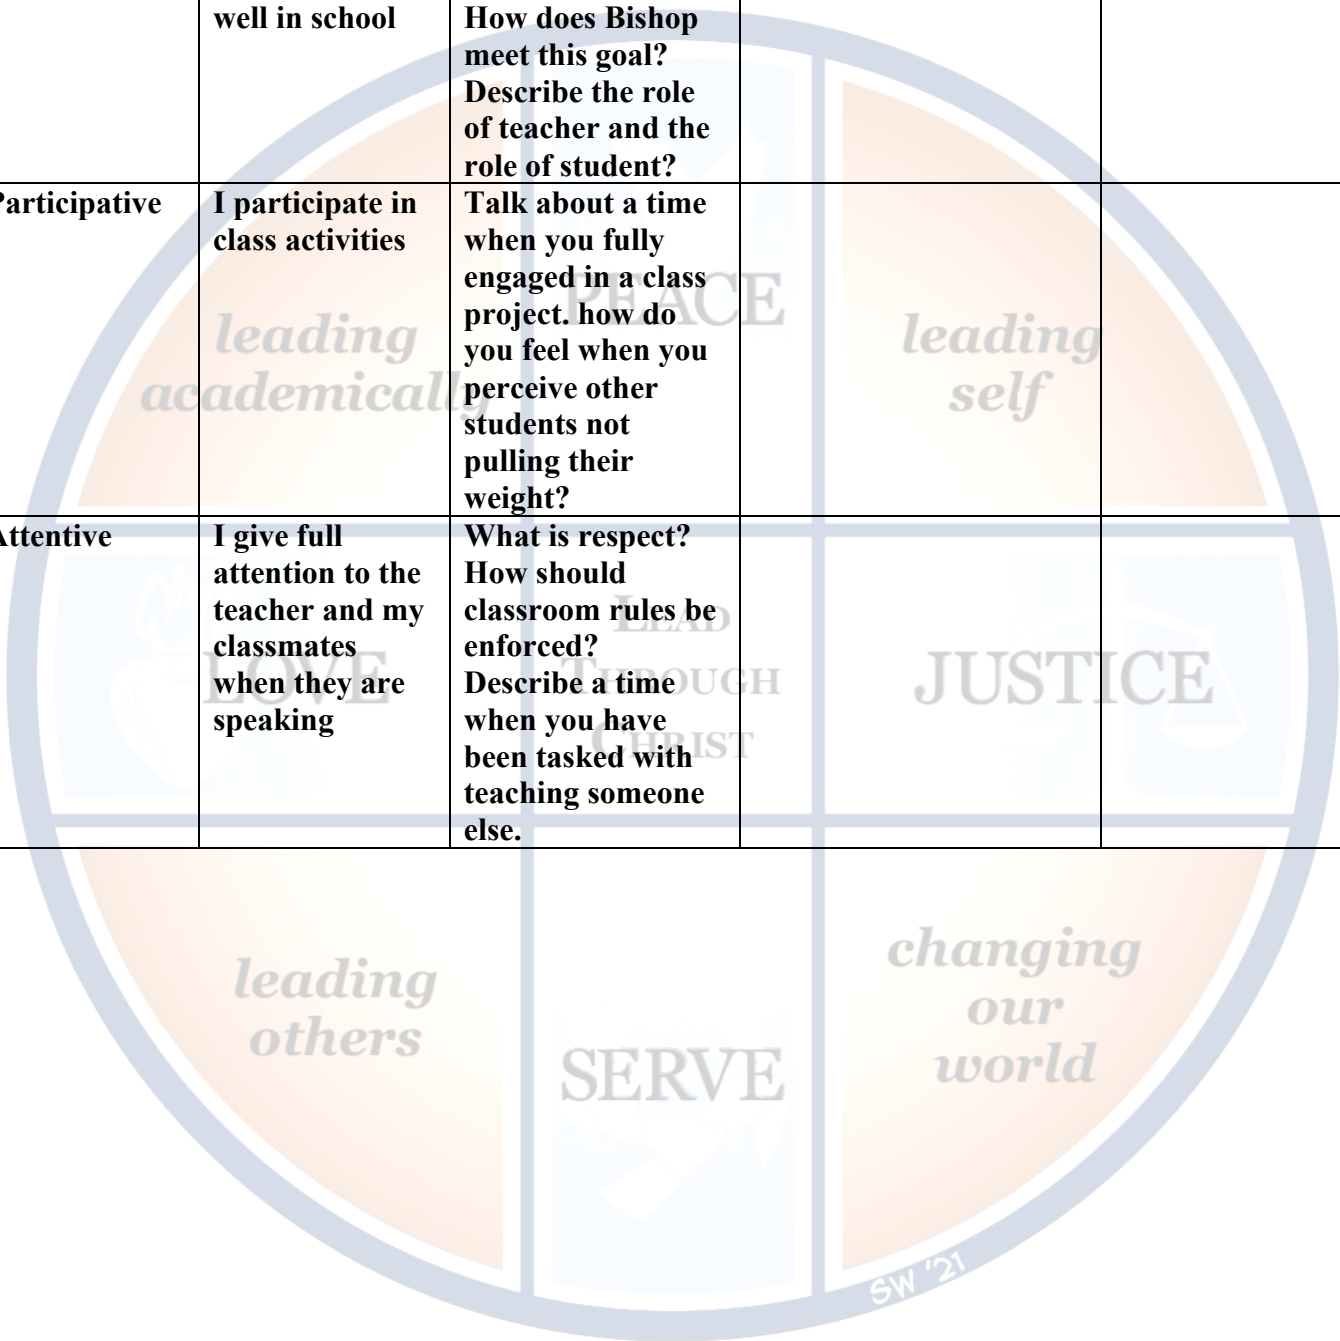 well in school
How does Bishop
meet this goal?
Describe the role
of teacher and the
role of student?
Participative
I participate in
class activities
Talk about a time
when you fully
engaged in a class
project. how do
you feel when you
perceive other
students not
pulling their
weight?
Attentive
I give full
attention to the
teacher and my
classmates
when they are
speaking
What is respect?
How should
classroom rules be
enforced?
Describe a time
when you have
been tasked with
teaching someone
else.
leading
academically
PEACE
leading
self
LOVE
LEAD
THROUGH
CHRIST
JUSTICE
leading
others
SERVE
changing
our
world
SW '21